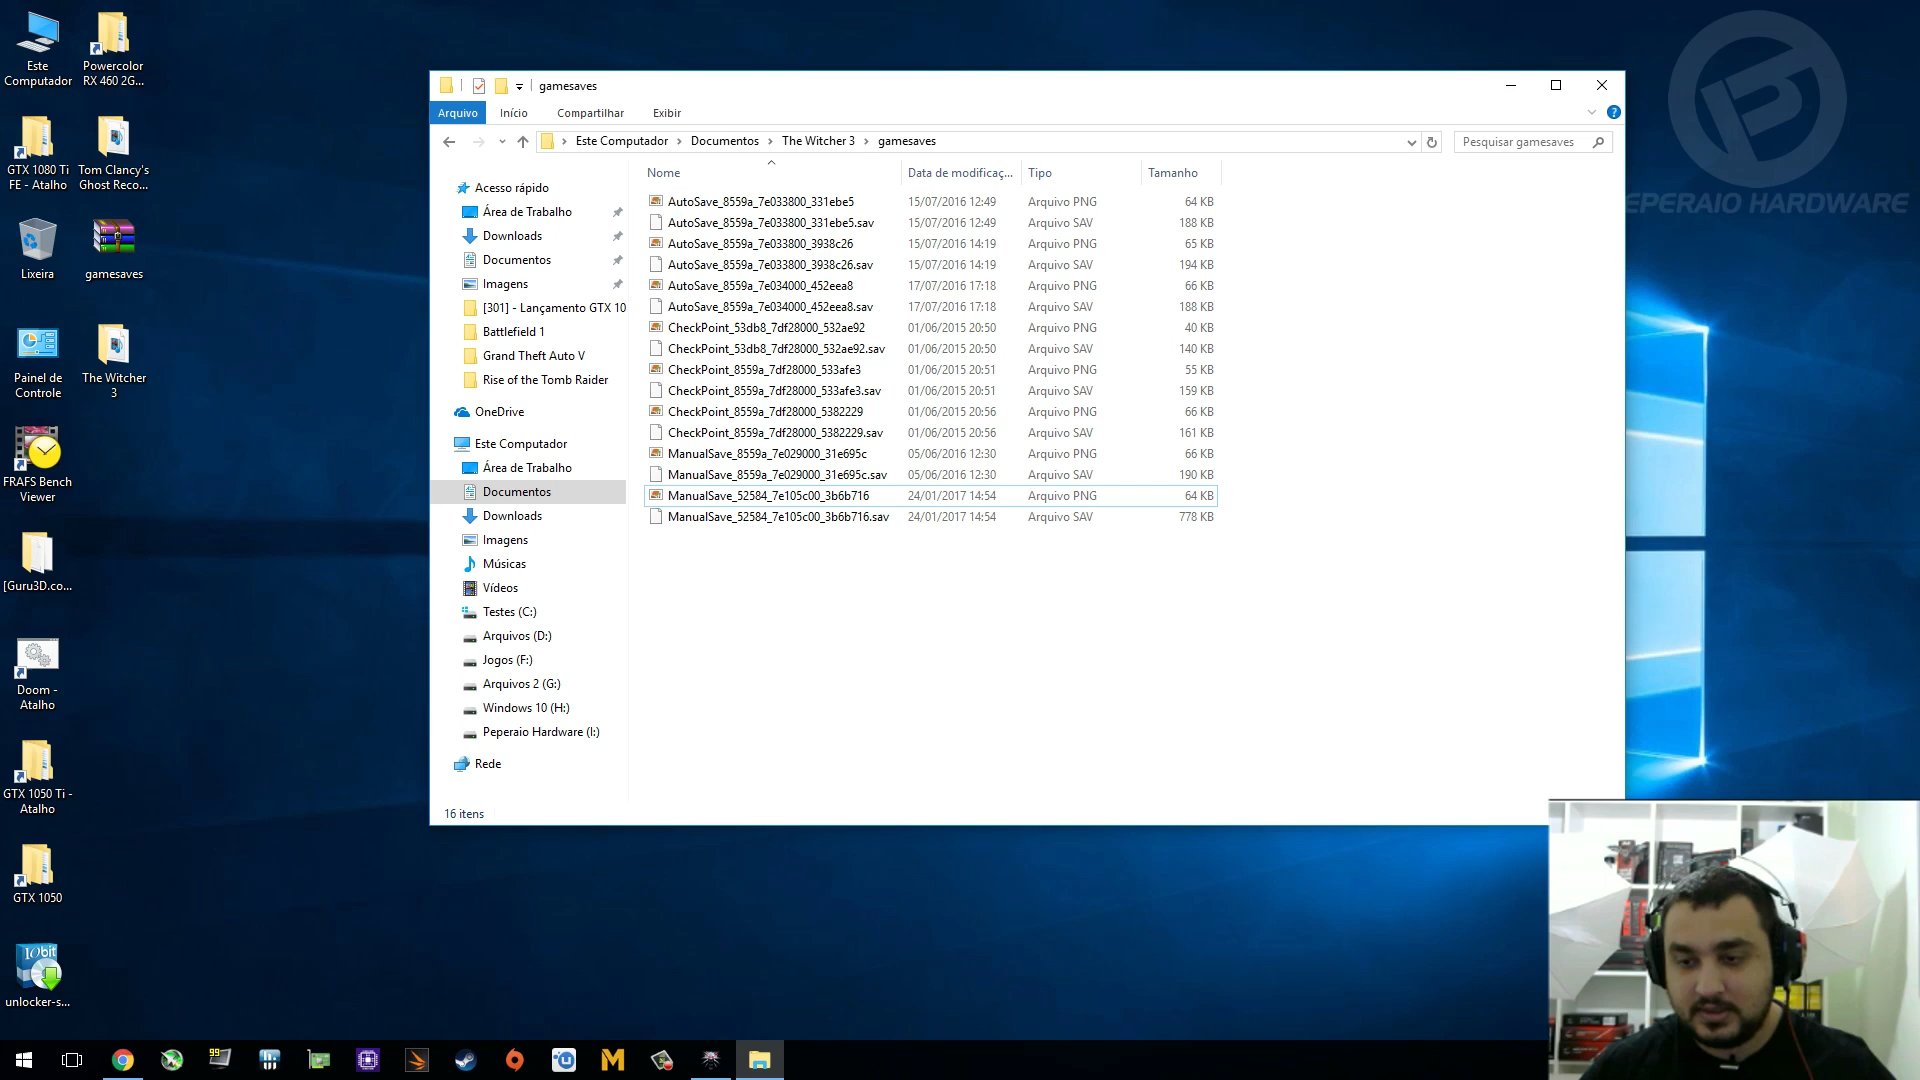 Este
Computador
Powercolor
RX 460 2G...
GTX 1080 Ti
FE - Atalho
Tom Clancy's
Ghost Reco...
Lixeira
gamesaves
Painel de
Controle
The Witcher
3
FRAFS Bench
Viewer
[Guru3D.co...
Doom -
Atalho
GTX 1050 Ti -
Atalho
GTX 1050
IObit
unlocker-s...
gamesaves
Arquivo Início Compartilhar Exibir
Este Computador Documentos The Witcher 3 gamesaves
Pesquisar gamesaves
Acesso rápido
Área de Trabalho
Downloads
Documentos
Imagens
[301] - Lançamento GTX 10
Battlefield 1
Grand Theft Auto V
Rise of the Tomb Raider
OneDrive
Este Computador
Área de Trabalho
Documentos
Downloads
Imagens
Músicas
Vídeos
Testes (C:)
Arquivos (D:)
Jogos (F:)
Arquivos 2 (G:)
Windows 10 (H:)
Peperaio Hardware (I:)
Rede
Nome Data de modificaç... Tipo Tamanho
AutoSave_8559a_7e033800_331ebe5 15/07/2016 12:49 Arquivo PNG 64 KB
AutoSave_8559a_7e033800_331ebe5.sav 15/07/2016 12:49 Arquivo SAV 188 KB
AutoSave_8559a_7e033800_3938c26 15/07/2016 14:19 Arquivo PNG 65 KB
AutoSave_8559a_7e033800_3938c26.sav 15/07/2016 14:19 Arquivo SAV 194 KB
AutoSave_8559a_7e034000_452eea8 17/07/2016 17:18 Arquivo PNG 66 KB
AutoSave_8559a_7e034000_452eea8.sav 17/07/2016 17:18 Arquivo SAV 188 KB
CheckPoint_53db8_7df28000_532ae92 01/06/2015 20:50 Arquivo PNG 40 KB
CheckPoint_53db8_7df28000_532ae92.sav 01/06/2015 20:50 Arquivo SAV 140 KB
CheckPoint_8559a_7df28000_533afe3 01/06/2015 20:51 Arquivo PNG 55 KB
CheckPoint_8559a_7df28000_533afe3.sav 01/06/2015 20:51 Arquivo SAV 159 KB
CheckPoint_8559a_7df28000_5382229 01/06/2015 20:56 Arquivo PNG 66 KB
CheckPoint_8559a_7df28000_5382229.sav 01/06/2015 20:56 Arquivo SAV 161 KB
ManualSave_8559a_7e029000_31e695c 05/06/2016 12:30 Arquivo PNG 66 KB
ManualSave_8559a_7e029000_31e695c.sav 05/06/2016 12:30 Arquivo SAV 190 KB
ManualSave_52584_7e105c00_3b6b716 24/01/2017 14:54 Arquivo PNG 64 KB
ManualSave_52584_7e105c00_3b6b716.sav 24/01/2017 14:54 Arquivo SAV 778 KB
16 itens
EPERAIO HARDWARE
99